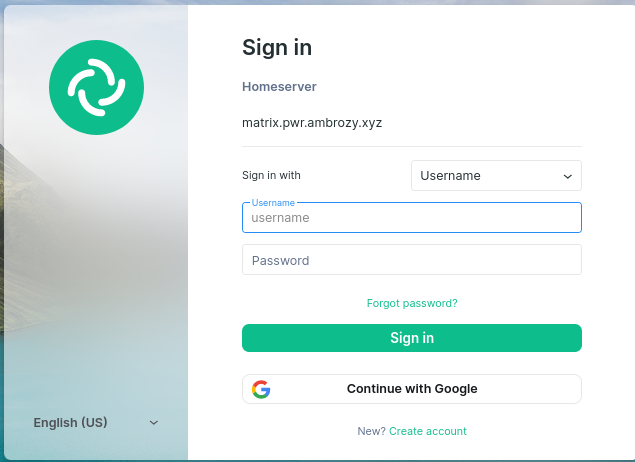 Sign in
Homeserver
matrix.pwr.ambrozy.xyz
Sign in with
Username
Username
username
Password
Forgot password?
Sign in
Continue with Google
English (US)
New? Create account